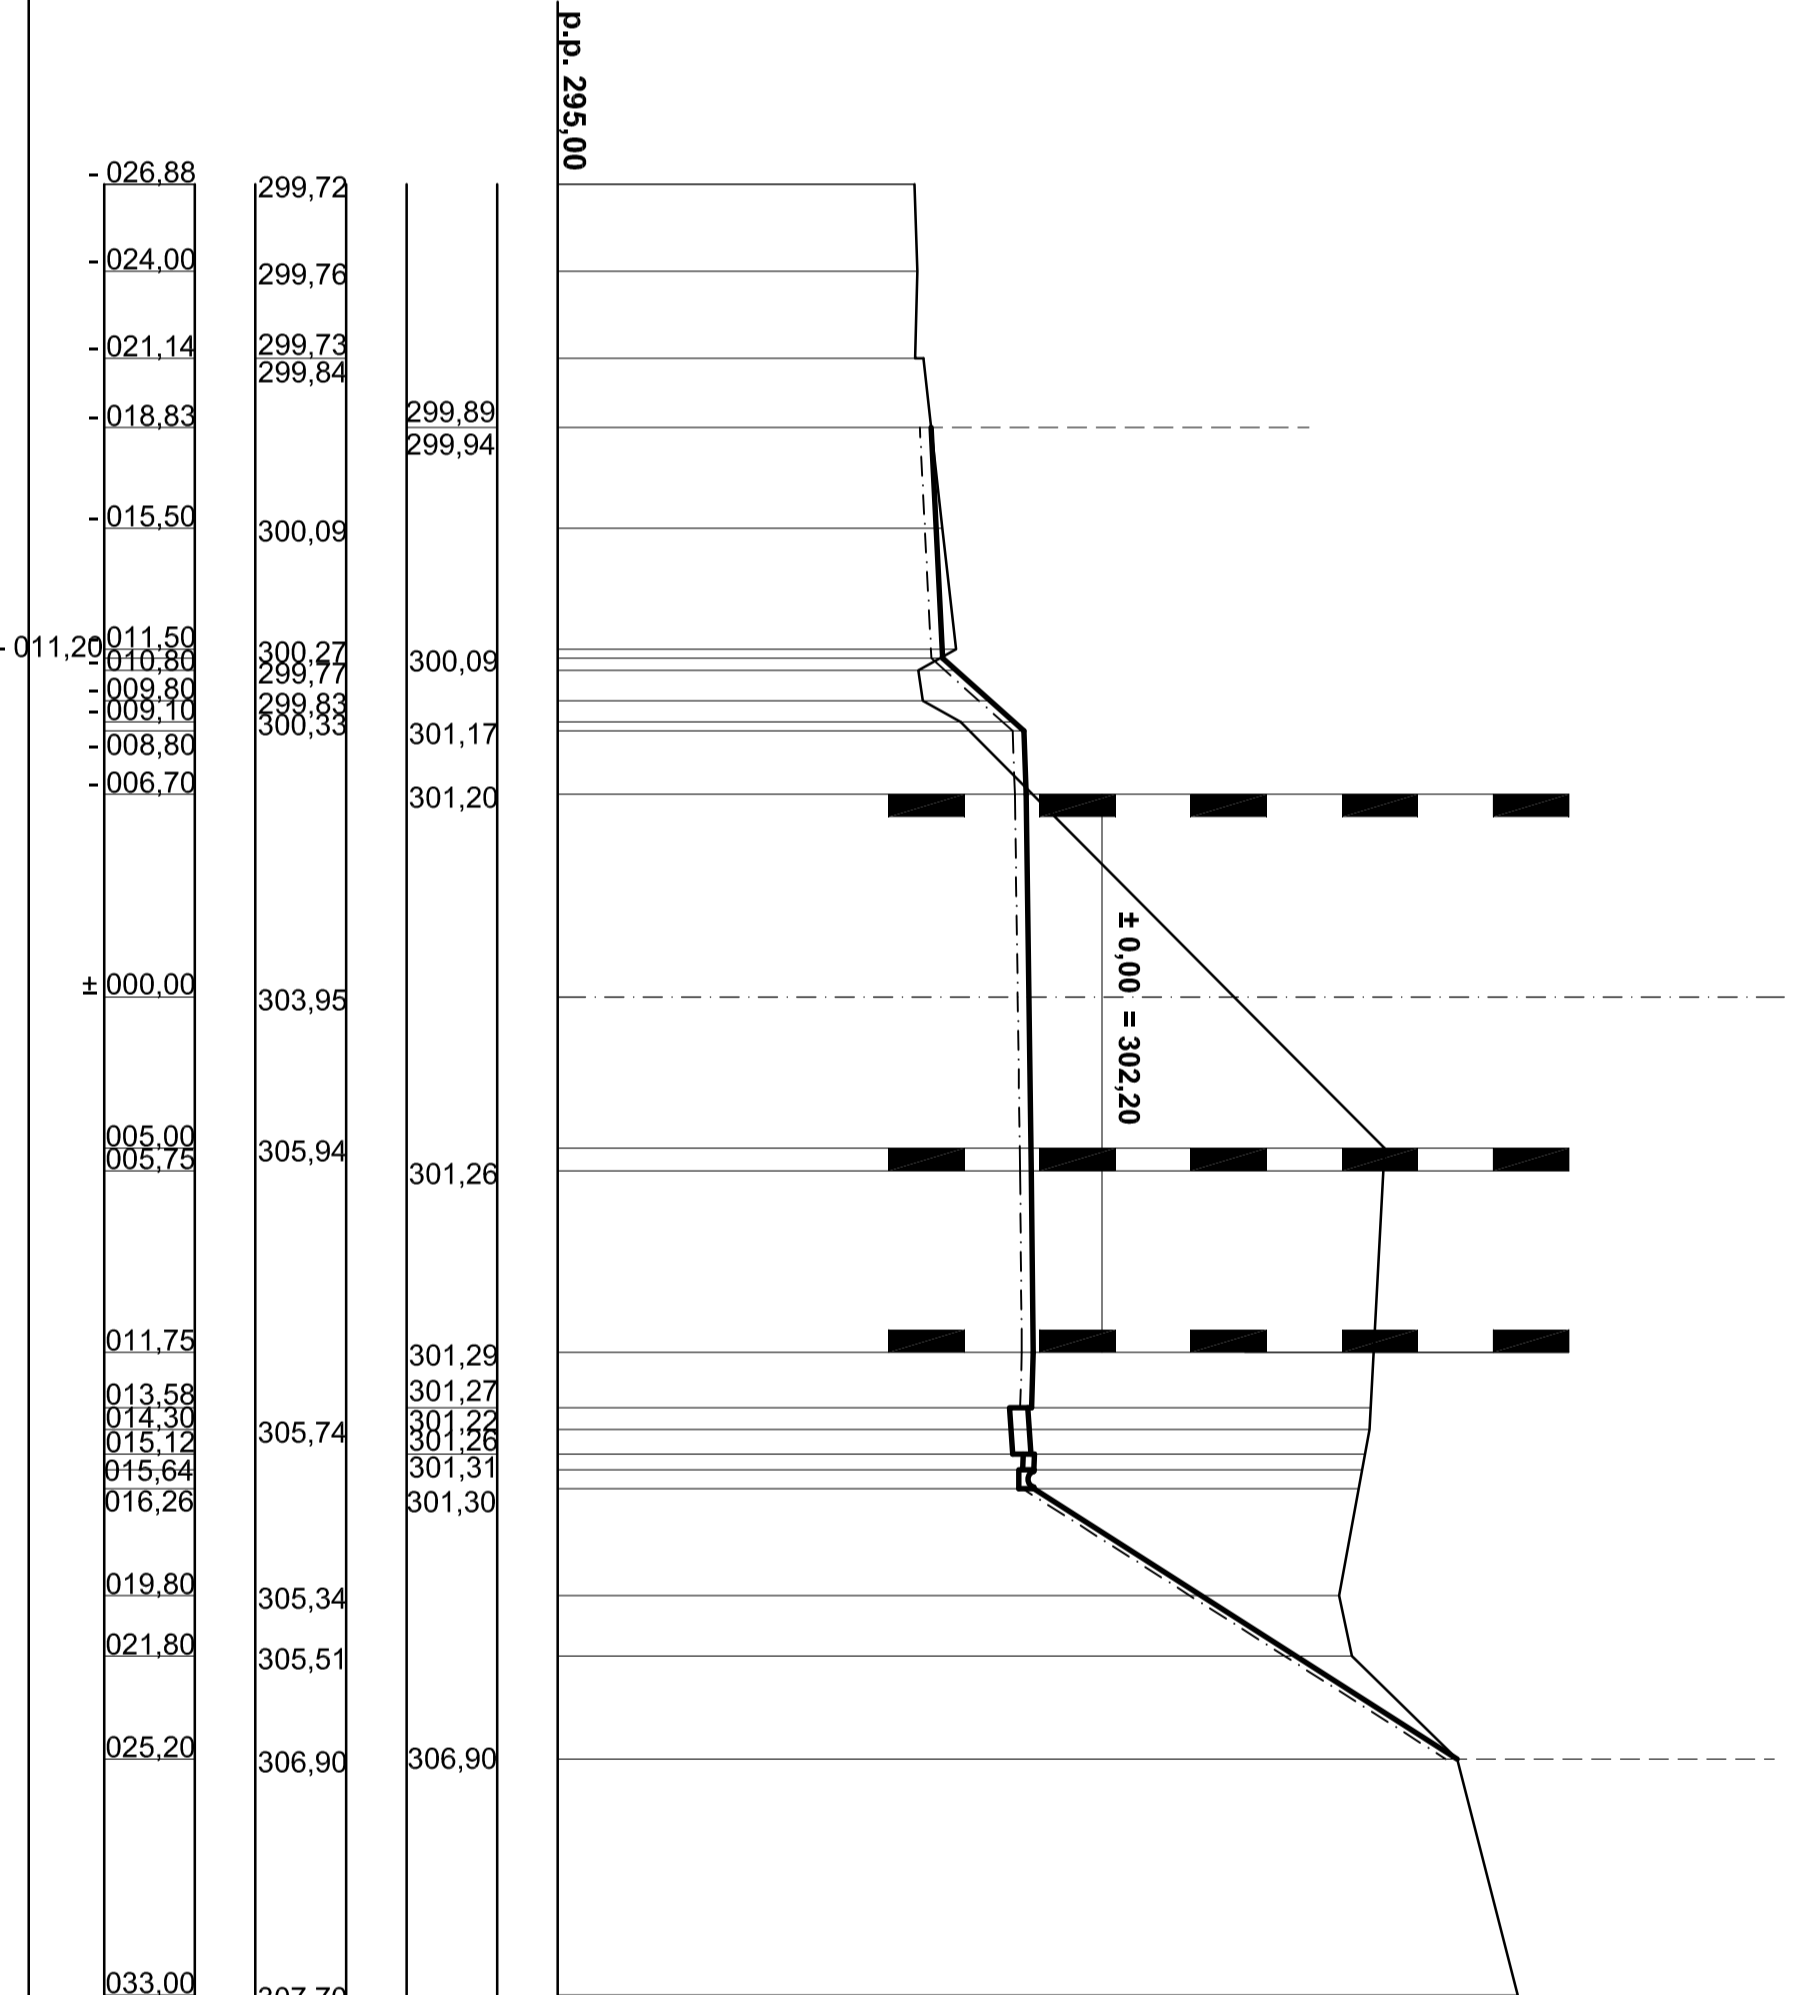 p.p. 295,00
- 026,88 299,72
- 024,00 299,76
- 021,14 299,73
299,84
- 018,83 299,89
299,94
- 015,50 300,09
- 011,50 300,27
- 011,20 300,09
- 010,80 299,77
- 009,80 299,83
- 009,10 300,33
- 008,80 301,17
- 006,70 301,20
± 0,00 = 302,20
± 000,00 303,95
005,00 305,94
005,75 301,26
011,75 301,29
013,58 301,27
301,22
014,30 305,74
015,12 301,26
015,64 301,31
016,26 301,30
019,80 305,34
021,80 305,51
025,20 306,90 306,90
033,00 307,70